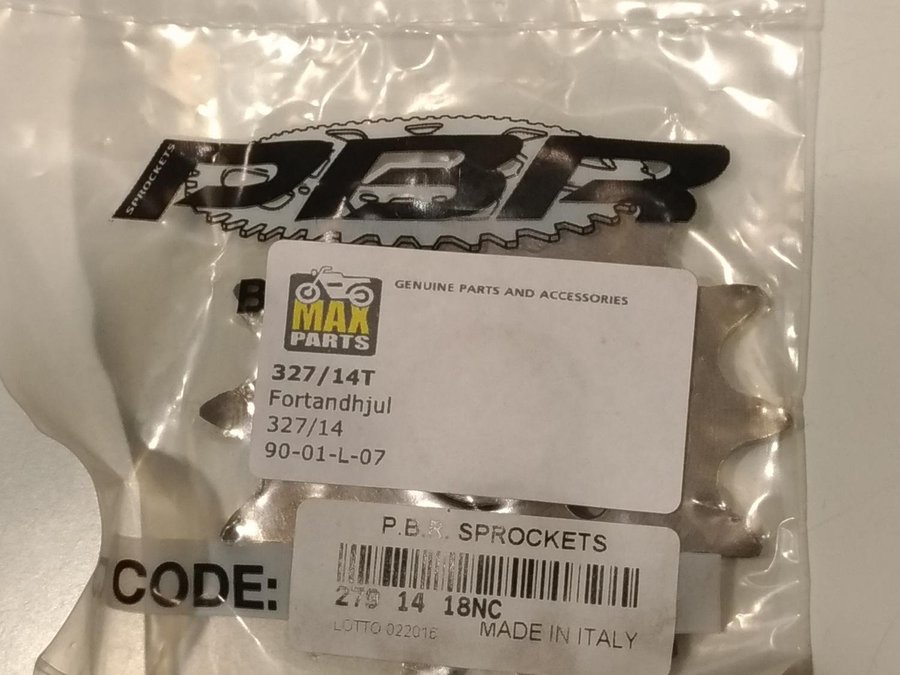 SPROCKETS
PBR
B
MAX
PARTS
GENUINE PARTS AND ACCESSORIES
327/14T
Fortandhjul
327/14
90-01-L-07
P.B.R. SPROCKETS
CODE:
279 14 18NC
LOTTO 022016 MADE IN ITALY